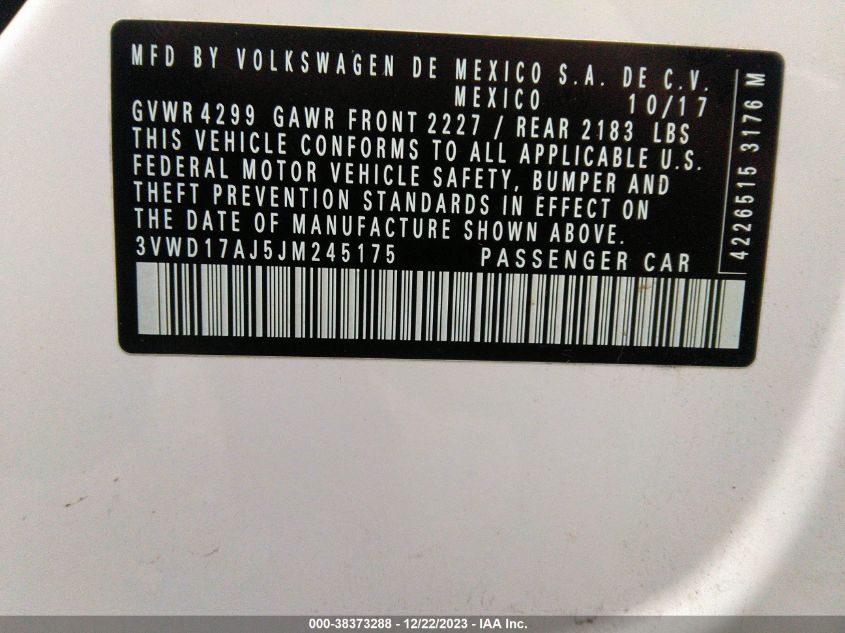 MFD BY VOLKSWAGEN DE MEXICO S.A. DE C.V.
MEXICO 10/17
GVWR 4299 GAWR FRONT 2227 / REAR 2183 LBS
THIS VEHICLE CONFORMS TO ALL APPLICABLE U.S.
FEDERAL MOTOR VEHICLE SAFETY, BUMPER AND
THEFT PREVENTION STANDARDS IN EFFECT ON
THE DATE OF MANUFACTURE SHOWN ABOVE.
3VWD17AJ5JM245175 PASSENGER CAR
4226515 3176 M
000-38373288 - 12/22/2023 - IAA Inc.